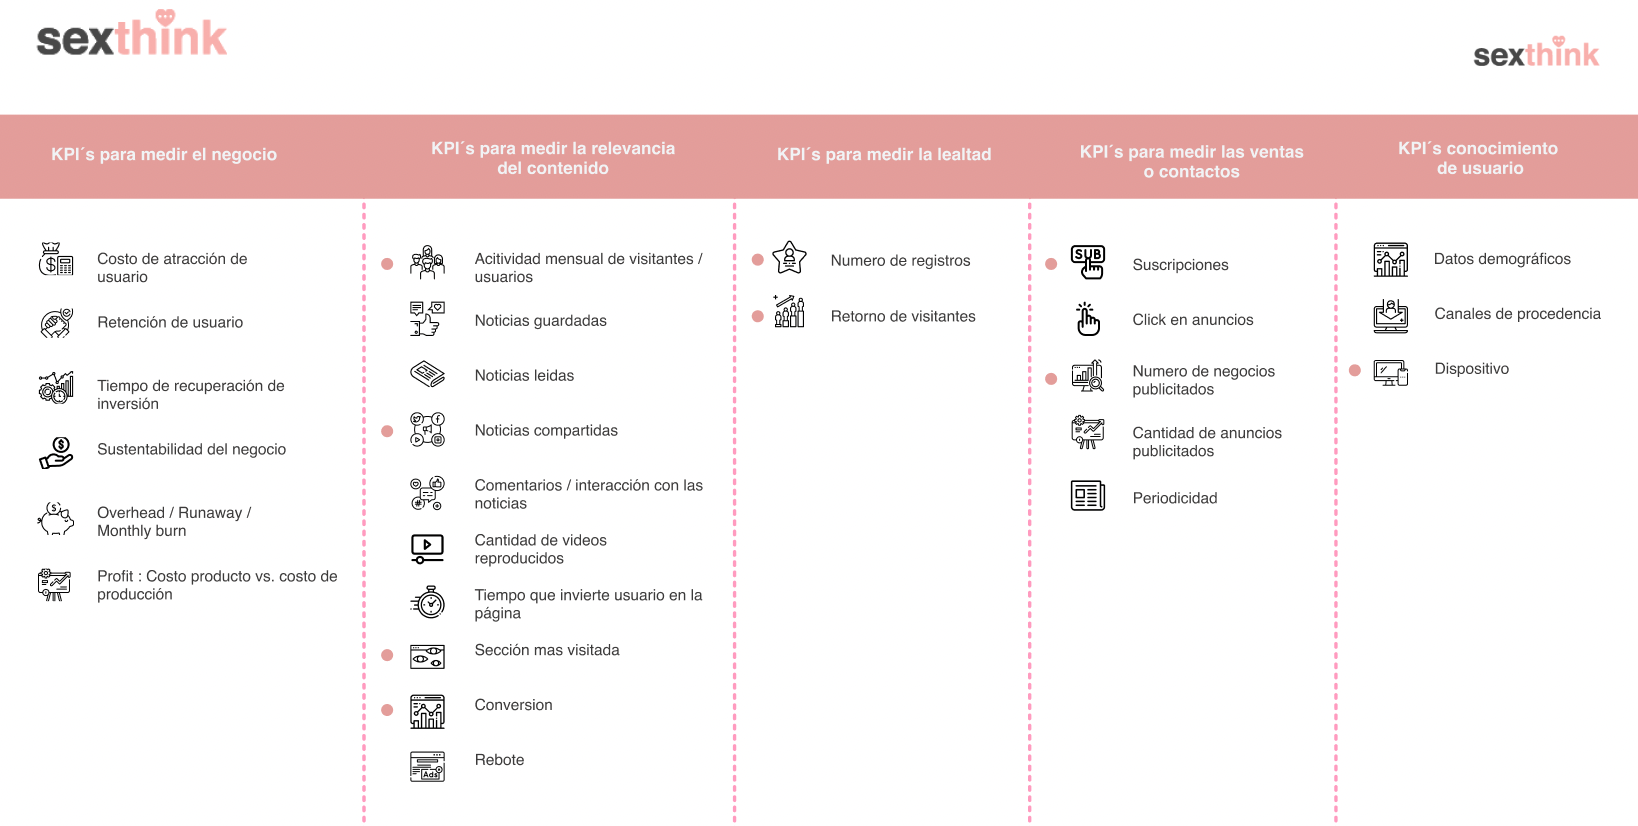 sexthink
sexthink
KPI´s para medir el negocio
KPI´s para medir la relevancia
del contenido
KPI´s para medir la lealtad
KPI´s para medir las ventas
o contactos
KPI´s conocimiento
de usuario
Costo de atracción de
usuario
Retención de usuario
Tiempo de recuperación de
inversión
Sustentabilidad del negocio
Overhead / Runaway /
Monthly burn
Profit : Costo producto vs. costo de
producción
Acitividad mensual de visitantes /
usuarios
Noticias guardadas
Noticias leidas
Noticias compartidas
Comentarios / interacción con las
noticias
Cantidad de videos
reproducidos
Tiempo que invierte usuario en la
página
Sección mas visitada
Conversion
Ads
Rebote
Numero de registros
Retorno de visitantes
SUB
Suscripciones
Click en anuncios
Numero de negocios
publicitados
Cantidad de anuncios
publicitados
Periodicidad
Datos demográficos
Canales de procedencia
Dispositivo